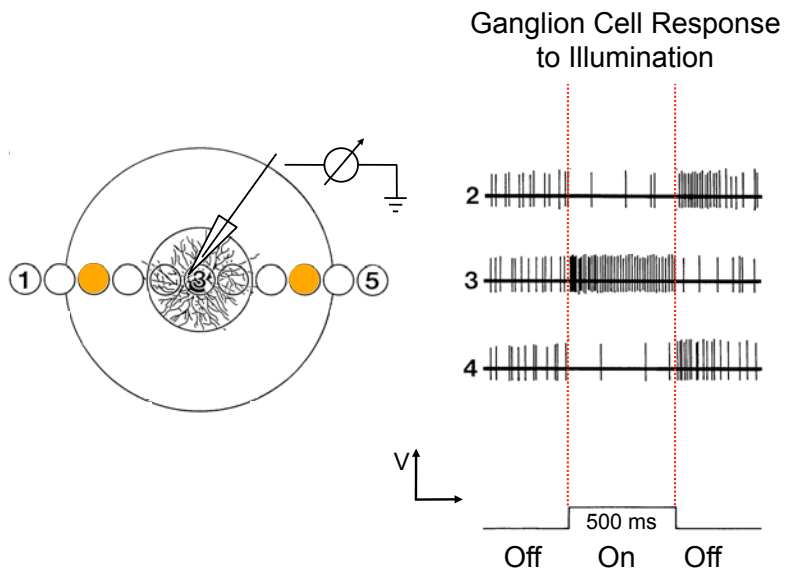 Ganglion Cell Response
to Illumination
2
1
3
5
3
4
V
500 ms
Off On Off